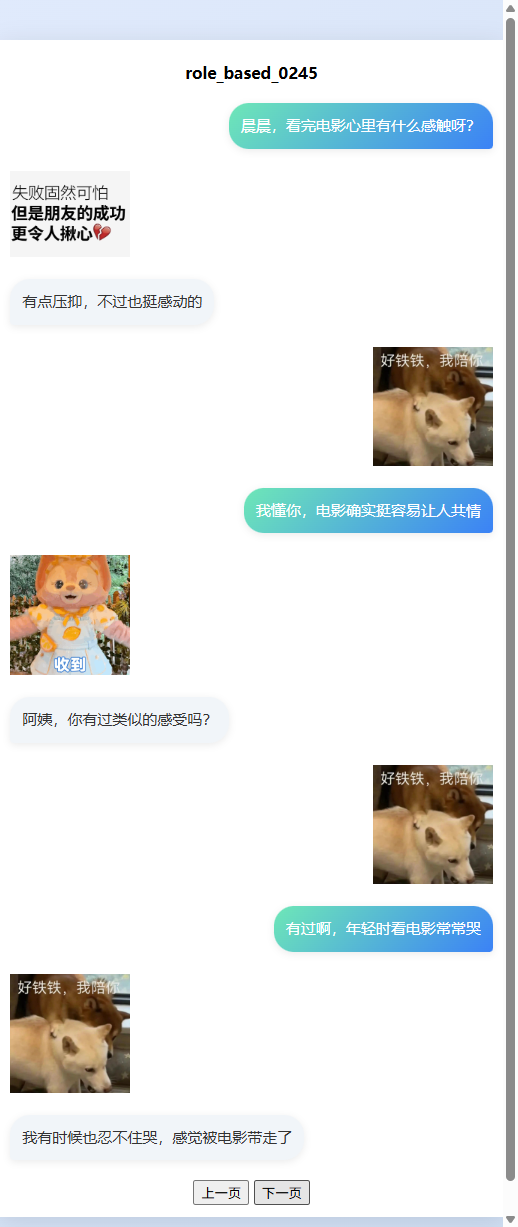 role_based_0245
晨晨，看完电影心里有什么感触呀？
失败固然可怕
但是朋友的成功
更令人揪心💔
有点压抑，不过也挺感动的
好铁铁，我陪你
我懂你，电影确实挺容易让人共情
收到
阿姨，你有过类似的感受吗？
好铁铁，我陪你
有过啊，年轻时看电影常常哭
好铁铁，我陪你
我有时候也忍不住哭，感觉被电影带走了
上一页 下一页